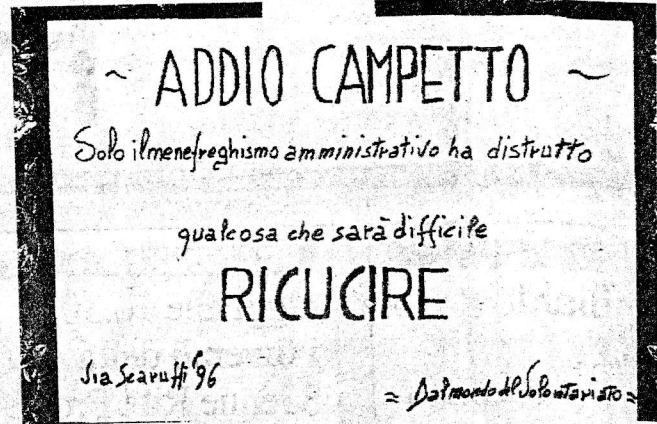 ~ ADDIO CAMPETTO ~
Solo il menefreghismo amministrativo ha distrutto
qualcosa che sarà difficile
RICUCIRE
Via Scaruffi '96
= Dal mondo del Volontariato =